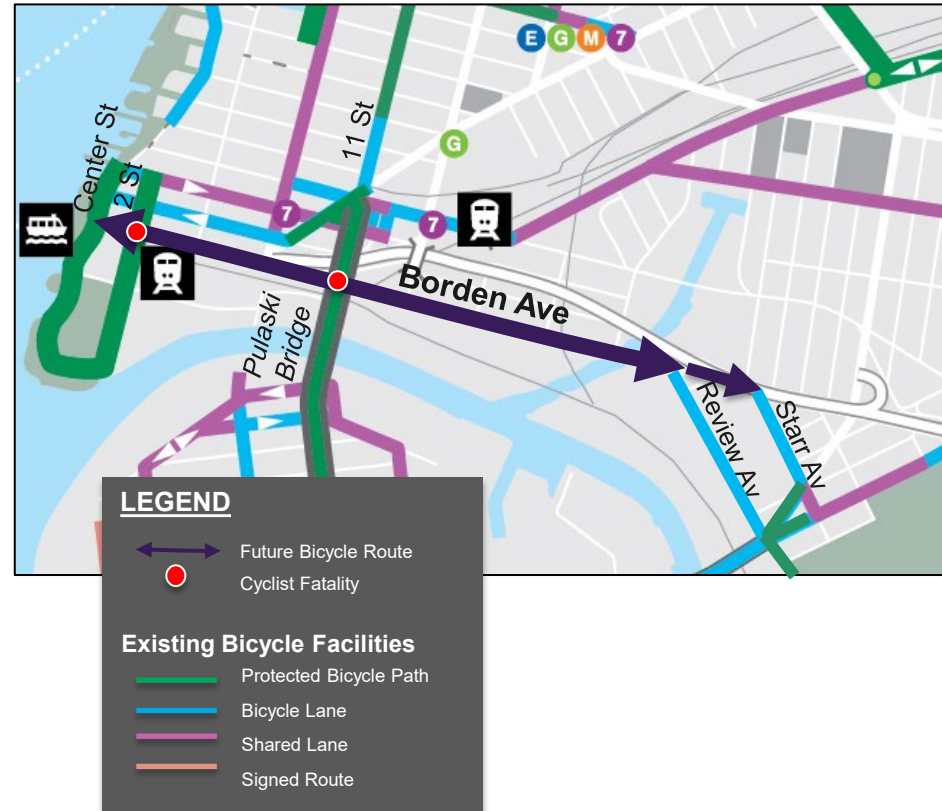 E G M 7
11 St
G
Center St
2 St
7
7
Borden Ave
Pulaski
Bridge
Review Av
Starr Av
LEGEND
Future Bicycle Route
Cyclist Fatality
Existing Bicycle Facilities
Protected Bicycle Path
Bicycle Lane
Shared Lane
Signed Route